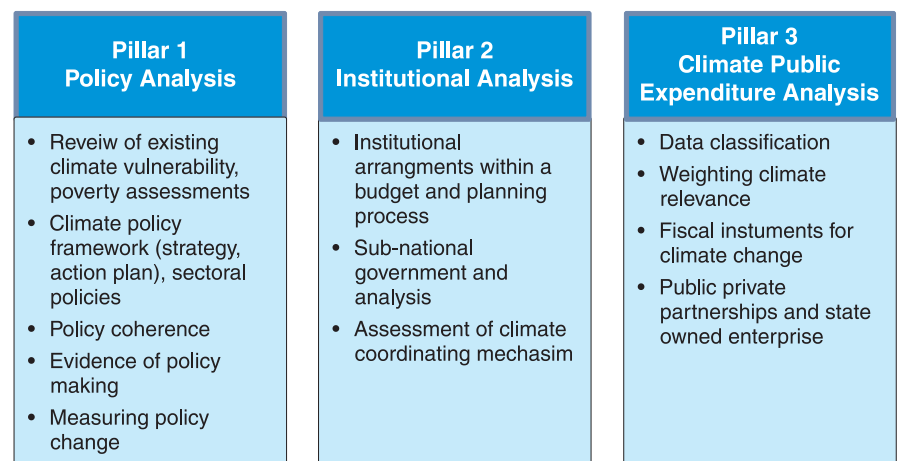 Pillar 1
Policy Analysis
• Reveiw of existing
climate vulnerability,
poverty assessments
• Climate policy
framework (strategy,
action plan), sectoral
policies
• Policy coherence
• Evidence of policy
making
• Measuring policy
change
Pillar 2
Institutional Analysis
• Institutional
arrangments within a
budget and planning
process
• Sub-national
government and
analysis
• Assessment of climate
coordinating mechasim
Pillar 3
Climate Public
Expenditure Analysis
• Data classification
• Weighting climate
relevance
• Fiscal instuments for
climate change
• Public private
partnerships and state
owned enterprise